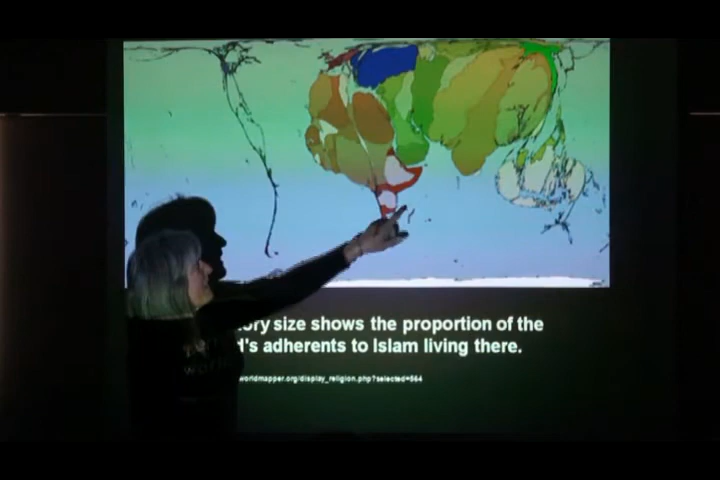 ory size shows the proportion of the
d's adherents to Islam living there.
worldmapper.org/display_religion.php?selected=564